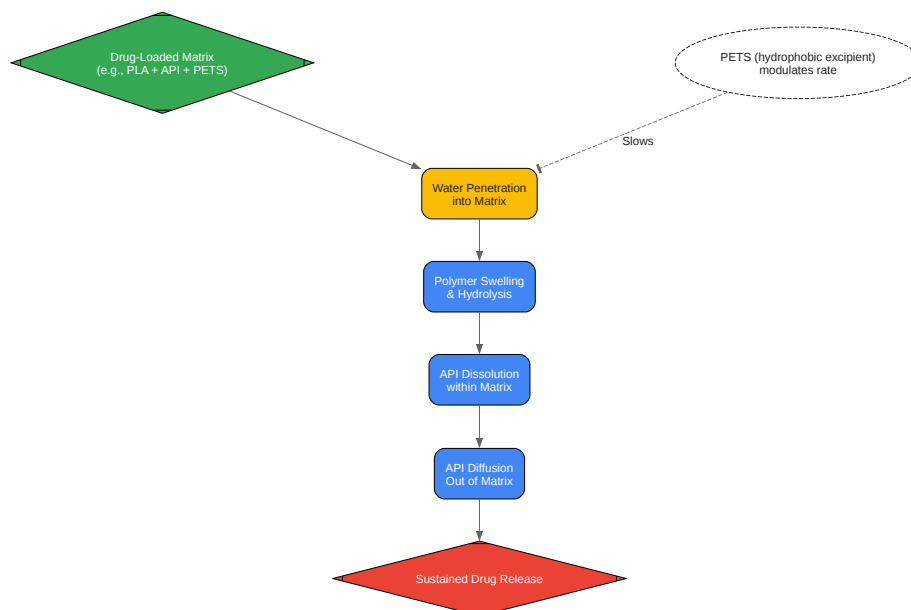 Drug-Loaded Matrix
(e.g., PLA + API + PETS)
PETS (hydrophobic excipient)
modulates rate
Slows
Water Penetration
into Matrix
Polymer Swelling
& Hydrolysis
API Dissolution
within Matrix
API Diffusion
Out of Matrix
Sustained Drug Release